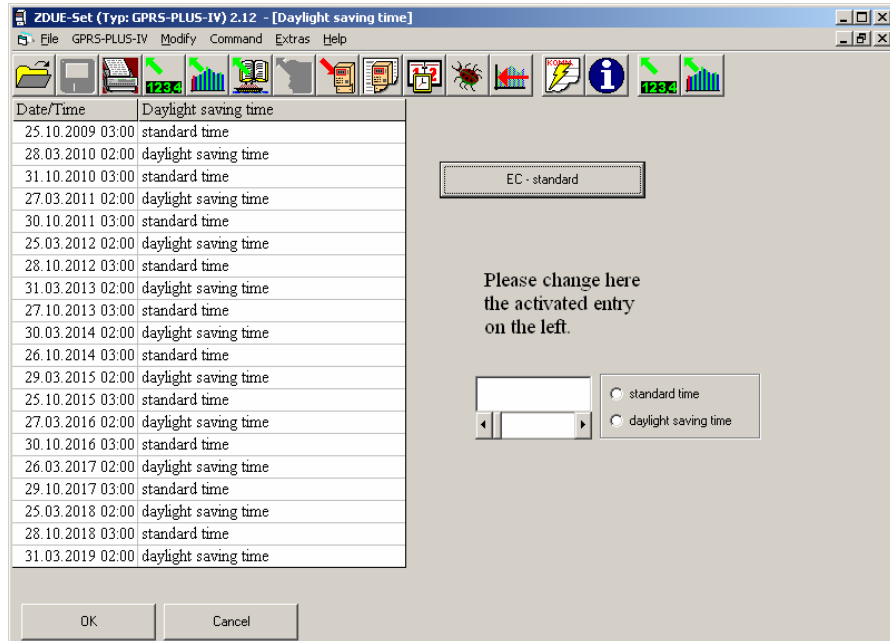 ZDUE-Set (Typ: GPRS-PLUS-IV) 2.12 - [Daylight saving time]
File GPRS-PLUS-IV Modify Command Extras Help
1234 KOMM. 1234
Date/Time Daylight saving time
25.10.2009 03:00 standard time
28.03.2010 02:00 daylight saving time
31.10.2010 03:00 standard time
27.03.2011 02:00 daylight saving time
30.10.2011 03:00 standard time
25.03.2012 02:00 daylight saving time
28.10.2012 03:00 standard time
31.03.2013 02:00 daylight saving time
27.10.2013 03:00 standard time
30.03.2014 02:00 daylight saving time
26.10.2014 03:00 standard time
29.03.2015 02:00 daylight saving time
25.10.2015 03:00 standard time
27.03.2016 02:00 daylight saving time
30.10.2016 03:00 standard time
26.03.2017 02:00 daylight saving time
29.10.2017 03:00 standard time
25.03.2018 02:00 daylight saving time
28.10.2018 03:00 standard time
31.03.2019 02:00 daylight saving time
EC - standard
Please change here
the activated entry
on the left.
standard time
daylight saving time
OK Cancel